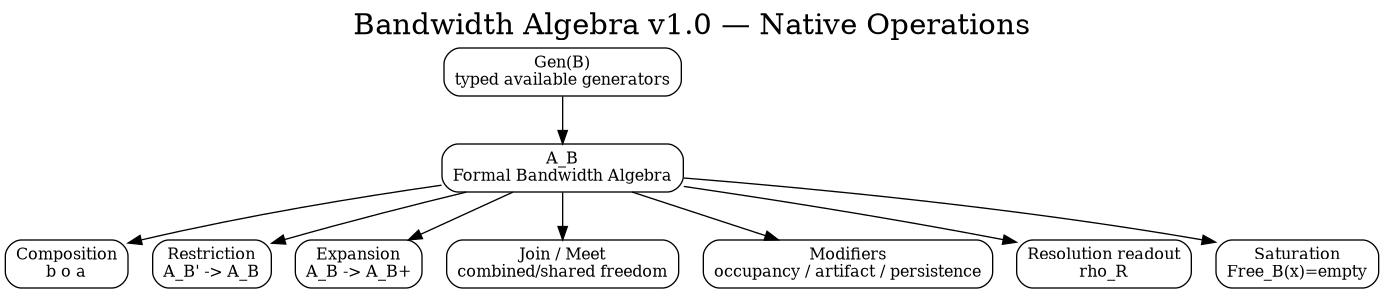 Bandwidth Algebra v1.0 — Native Operations
Gen(B)
typed available generators
A_B
Formal Bandwidth Algebra
Composition
b o a
Restriction
A_B' -> A_B
Expansion
A_B -> A_B+
Join / Meet
combined/shared freedom
Modifiers
occupancy / artifact / persistence
Resolution readout
rho_R
Saturation
Free_B(x)=empty